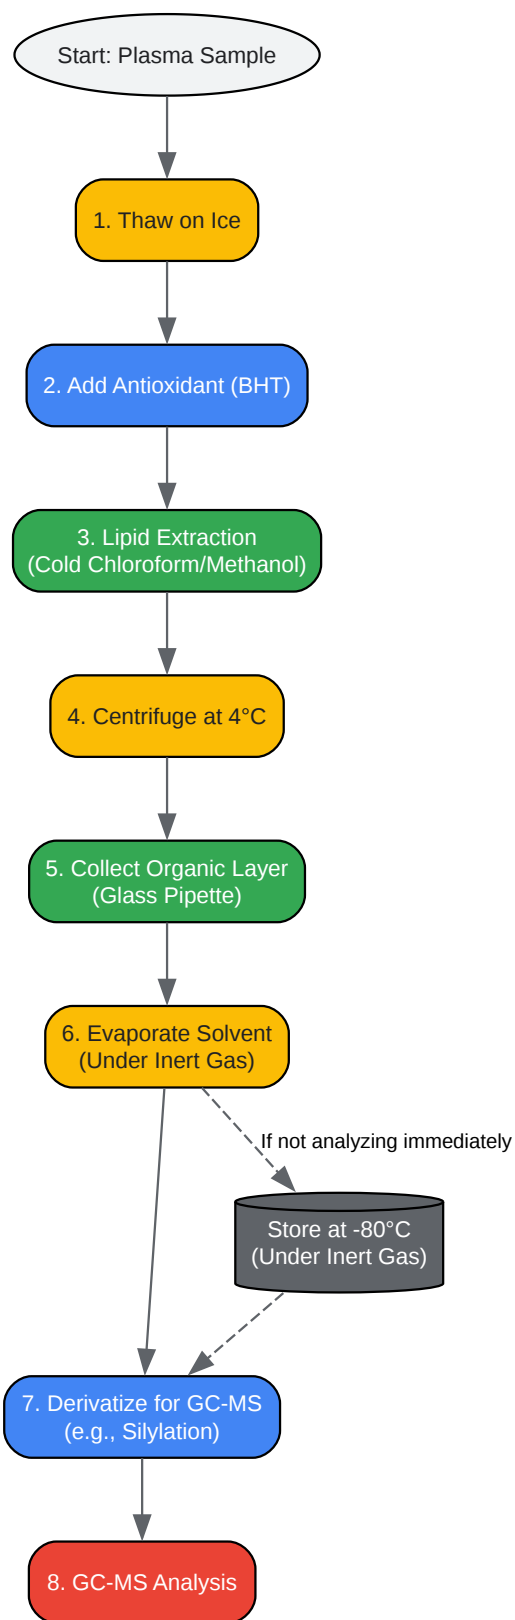 Start: Plasma Sample
1. Thaw on Ice
2. Add Antioxidant (BHT)
3. Lipid Extraction
(Cold Chloroform/Methanol)
4. Centrifuge at 4°C
5. Collect Organic Layer
(Glass Pipette)
6. Evaporate Solvent
(Under Inert Gas)
If not analyzing immediately
Store at -80°C
(Under Inert Gas)
7. Derivatize for GC-MS
(e.g., Silylation)
8. GC-MS Analysis